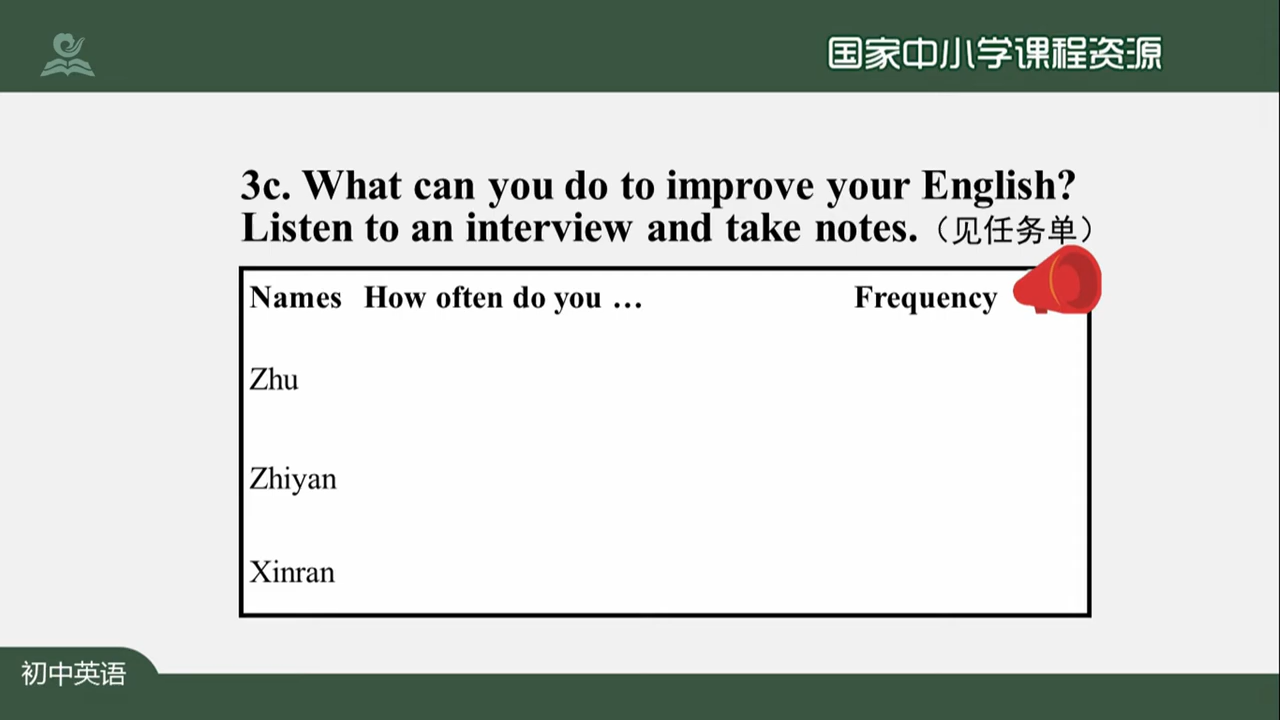 国家中小学课程资源
3c. What can you do to improve your English?
Listen to an interview and take notes.（见任务单）
Names How often do you … Frequency
Zhu
Zhiyan
Xinran
初中英语